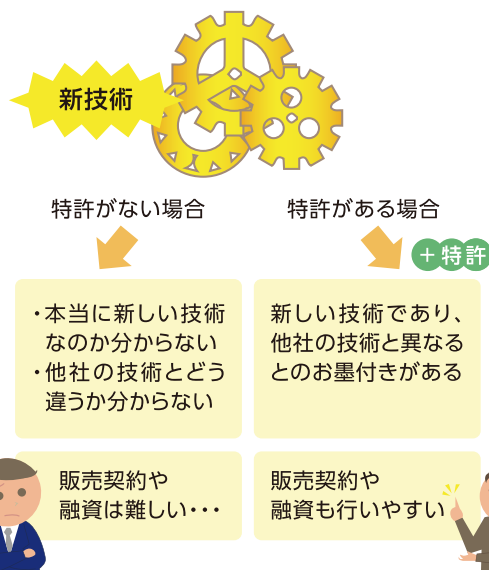 新技術
特許がない場合
特許がある場合
＋特許
・本当に新しい技術
なのか分からない
・他社の技術とどう
違うか分からない
新しい技術であり、
他社の技術と異なる
とのお墨付きがある
販売契約や
融資は難しい・・・
販売契約や
融資も行いやすい